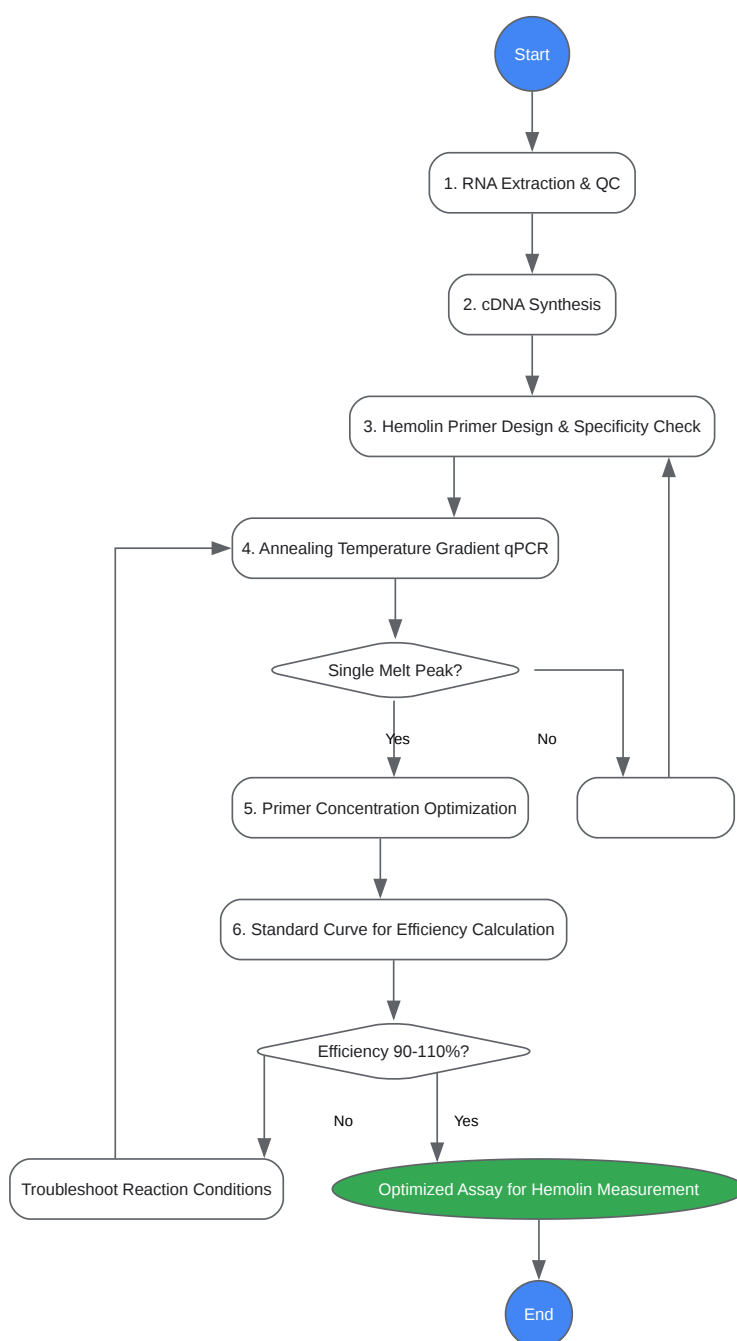 Start
1. RNA Extraction & QC
2. cDNA Synthesis
3. Hemolin Primer Design & Specificity Check
4. Annealing Temperature Gradient qPCR
Single Melt Peak?
Yes
No
5. Primer Concentration Optimization
6. Standard Curve for Efficiency Calculation
Efficiency 90-110%?
No
Yes
Troubleshoot Reaction Conditions
Optimized Assay for Hemolin Measurement
End